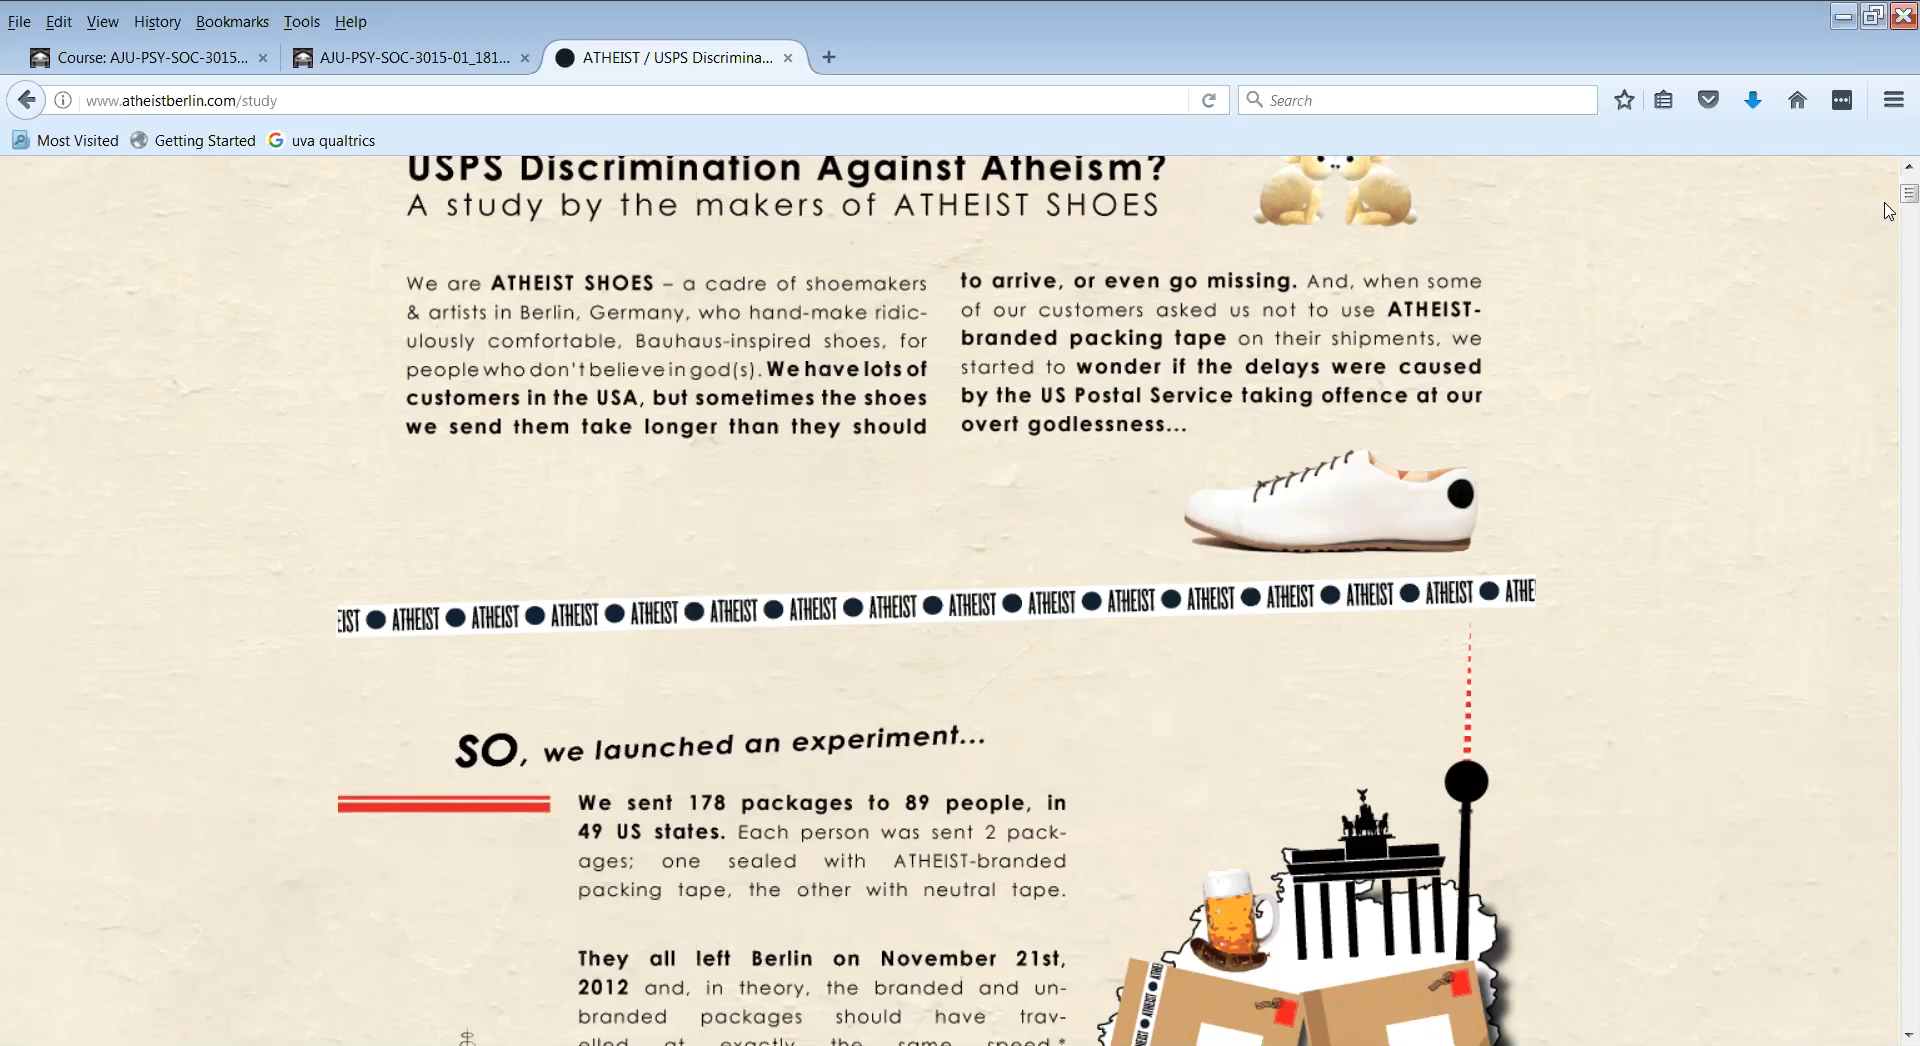 File Edit View History Bookmarks Tools Help
Course: AJU-PSY-SOC-3015...
AJU-PSY-SOC-3015-01_181...
ATHEIST / USPS Discrimina...
www.atheistberlin.com/study
Search
Most Visited Getting Started uva qualtrics
USPS Discrimination Against Atheism?
A study by the makers of ATHEIST SHOES
We are ATHEIST SHOES – a cadre of shoemakers
& artists in Berlin, Germany, who hand-make ridic-
ulously comfortable, Bauhaus-inspired shoes, for
people who don't believe in god(s). We have lots of
customers in the USA, but sometimes the shoes
we send them take longer than they should
to arrive, or even go missing. And, when some
of our customers asked us not to use ATHEIST-
branded packing tape on their shipments, we
started to wonder if the delays were caused
by the US Postal Service taking offence at our
overt godlessness...
EIST ATHEIST ATHEIST ATHEIST ATHEIST ATHEIST ATHEIST ATHEIST ATHEIST ATHEIST ATHEIST ATHEIST ATHEIST ATHEIST ATHEIST ATHE
SO, we launched an experiment...
We sent 178 packages to 89 people, in
49 US states. Each person was sent 2 pack-
ages; one sealed with ATHEIST-branded
packing tape, the other with neutral tape.
They all left Berlin on November 21st,
2012 and, in theory, the branded and un-
branded packages should have trav-
elled at exactly the same speed.*
ATHEIST